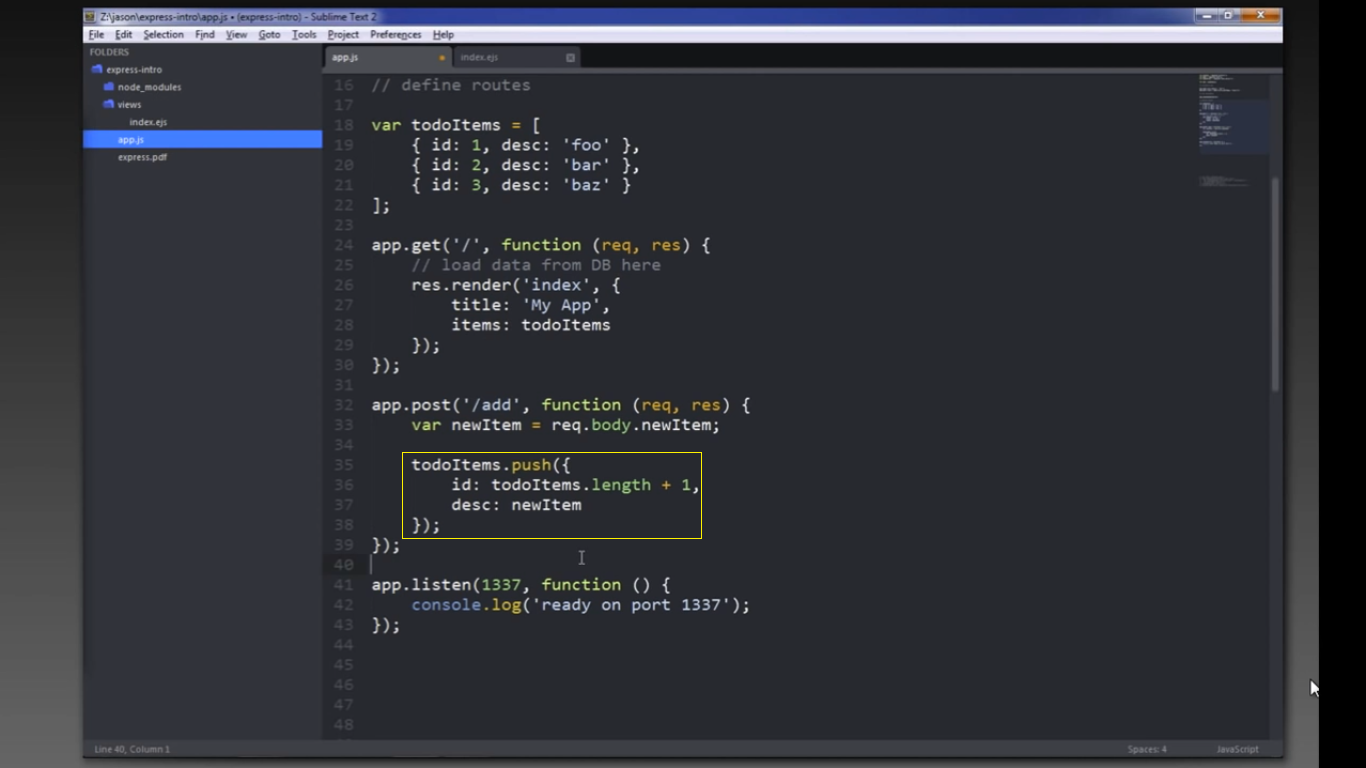 Z:\jason\express-intro\app.js • (express-intro) - Sublime Text 2
File Edit Selection Find View Goto Tools Project Preferences Help
FOLDERS
express-intro
node_modules
views
index.ejs
app.js
express.pdf
app.js index.ejs
16 // define routes
17
18 var todoItems = [
19 { id: 1, desc: 'foo' },
20 { id: 2, desc: 'bar' },
21 { id: 3, desc: 'baz' }
22 ];
23
24 app.get('/', function (req, res) {
25 // load data from DB here
26 res.render('index', {
27 title: 'My App',
28 items: todoItems
29 });
30 });
31
32 app.post('/add', function (req, res) {
33 var newItem = req.body.newItem;
34
35 todoItems.push({
36 id: todoItems.length + 1,
37 desc: newItem
38 });
39 });
40
41 app.listen(1337, function () {
42 console.log('ready on port 1337');
43 });
44
45
46
47
48
Line 40, Column 1 Spaces: 4 JavaScript